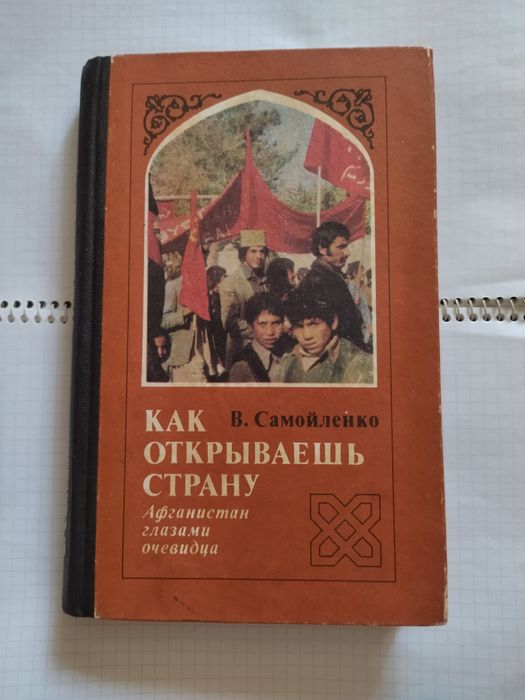 В. Самойленко
КАК
ОТКРЫВАЕШЬ
СТРАНУ
Афганистан
глазами
очевидца